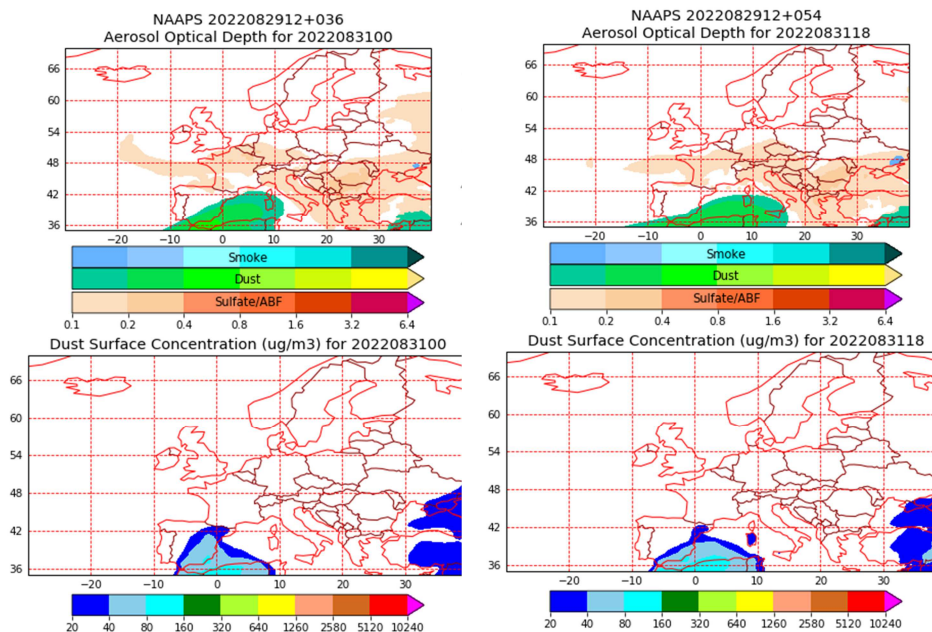 NAAPS 2022082912+036
Aerosol Optical Depth for 2022083100
66
60
54
48
42
36
−20 −10 0 10 20 30
Smoke
Dust
Sulfate/ABF
0.1 0.2 0.4 0.8 1.6 3.2 6.4
NAAPS 2022082912+054
Aerosol Optical Depth for 2022083118
66
60
54
48
42
36
−20 −10 0 10 20 30
Smoke
Dust
Sulfate/ABF
0.1 0.2 0.4 0.8 1.6 3.2 6.4
Dust Surface Concentration (ug/m3) for 2022083100
66
60
54
48
42
36
−20 −10 0 10 20 30
20 40 80 160 320 640 1260 2560 5120 10240
Dust Surface Concentration (ug/m3) for 2022083118
66
60
54
48
42
36
−20 −10 0 10 20 30
20 40 80 160 320 640 1260 2560 5120 10240